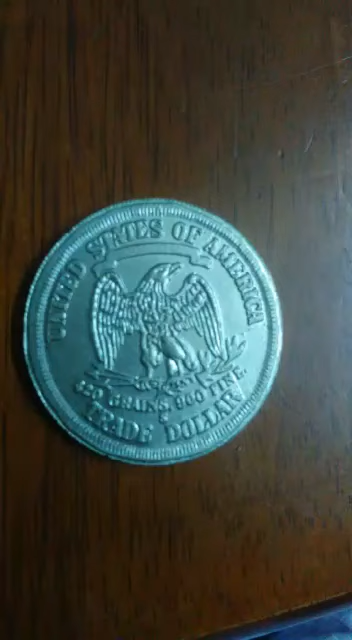 UNITED STATES OF AMERICA
420 GRAINS, 900 FINE.
TRADE DOLLAR